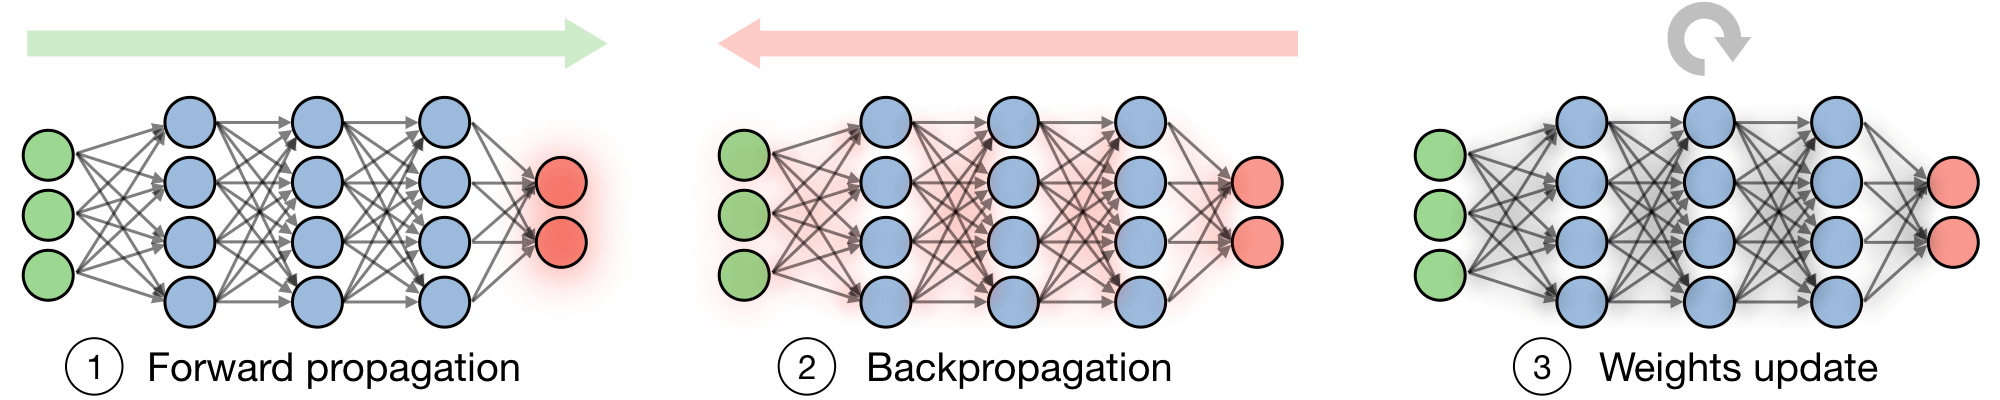 1 Forward propagation
2 Backpropagation
3 Weights update